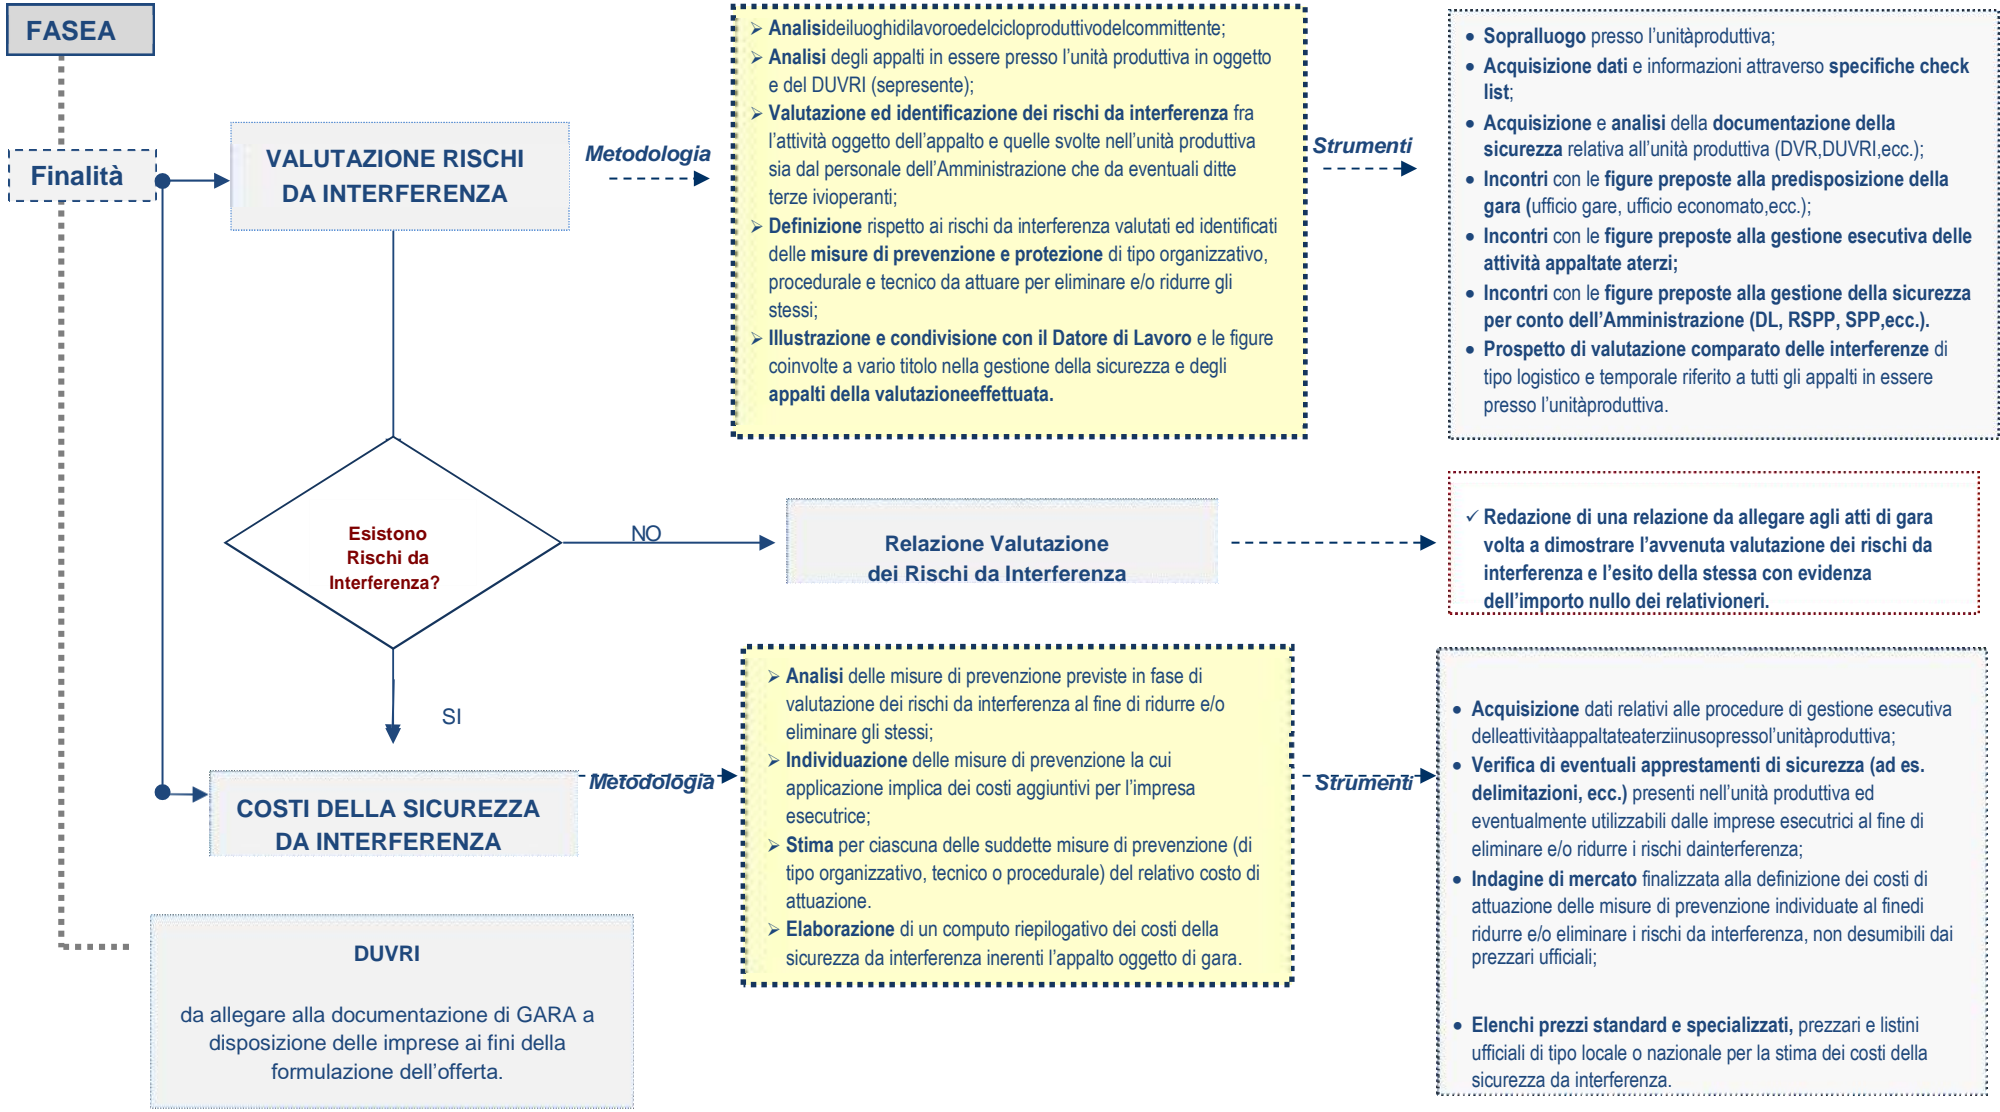 FASEA
Finalità
VALUTAZIONE RISCHI
DA INTERFERENZA
Metodologia
➢ Analisideiluoghidilavoroedelcicloproduttivodelcommittente;
➢ Analisi degli appalti in essere presso l'unità produttiva in oggetto
e del DUVRI (sepresente);
➢ Valutazione ed identificazione dei rischi da interferenza fra
l'attività oggetto dell'appalto e quelle svolte nell'unità produttiva
sia dal personale dell'Amministrazione che da eventuali ditte
terze ivioperanti;
➢ Definizione rispetto ai rischi da interferenza valutati ed identificati
delle misure di prevenzione e protezione di tipo organizzativo,
procedurale e tecnico da attuare per eliminare e/o ridurre gli
stessi;
➢ Illustrazione e condivisione con il Datore di Lavoro e le figure
coinvolte a vario titolo nella gestione della sicurezza e degli
appalti della valutazioneeffettuata.
Strumenti
• Sopralluogo presso l'unitàproduttiva;
• Acquisizione dati e informazioni attraverso specifiche check
list;
• Acquisizione e analisi della documentazione della
sicurezza relativa all'unità produttiva (DVR,DUVRI,ecc.);
• Incontri con le figure preposte alla predisposizione della
gara (ufficio gare, ufficio economato,ecc.);
• Incontri con le figure preposte alla gestione esecutiva delle
attività appaltate aterzi;
• Incontri con le figure preposte alla gestione della sicurezza
per conto dell'Amministrazione (DL, RSPP, SPP,ecc.).
• Prospetto di valutazione comparato delle interferenze di
tipo logistico e temporale riferito a tutti gli appalti in essere
presso l'unitàproduttiva.
Esistono
Rischi da
Interferenza?
NO
Relazione Valutazione
dei Rischi da Interferenza
✓ Redazione di una relazione da allegare agli atti di gara
volta a dimostrare l'avvenuta valutazione dei rischi da
interferenza e l'esito della stessa con evidenza
dell'importo nullo dei relativioneri.
SI
COSTI DELLA SICUREZZA
DA INTERFERENZA
Metodologia
➢ Analisi delle misure di prevenzione previste in fase di
valutazione dei rischi da interferenza al fine di ridurre e/o
eliminare gli stessi;
➢ Individuazione delle misure di prevenzione la cui
applicazione implica dei costi aggiuntivi per l'impresa
esecutrice;
➢ Stima per ciascuna delle suddette misure di prevenzione (di
tipo organizzativo, tecnico o procedurale) del relativo costo di
attuazione.
➢ Elaborazione di un computo riepilogativo dei costi della
sicurezza da interferenza inerenti l'appalto oggetto di gara.
Strumenti
• Acquisizione dati relativi alle procedure di gestione esecutiva
delleattivitàappaltateaterziinusopressol'unitàproduttiva;
• Verifica di eventuali apprestamenti di sicurezza (ad es.
delimitazioni, ecc.) presenti nell'unità produttiva ed
eventualmente utilizzabili dalle imprese esecutrici al fine di
eliminare e/o ridurre i rischi dainterferenza;
• Indagine di mercato finalizzata alla definizione dei costi di
attuazione delle misure di prevenzione individuate al finedi
ridurre e/o eliminare i rischi da interferenza, non desumibili dai
prezzari ufficiali;
• Elenchi prezzi standard e specializzati, prezzari e listini
ufficiali di tipo locale o nazionale per la stima dei costi della
sicurezza da interferenza.
DUVRI
da allegare alla documentazione di GARA a
disposizione delle imprese ai fini della
formulazione dell'offerta.